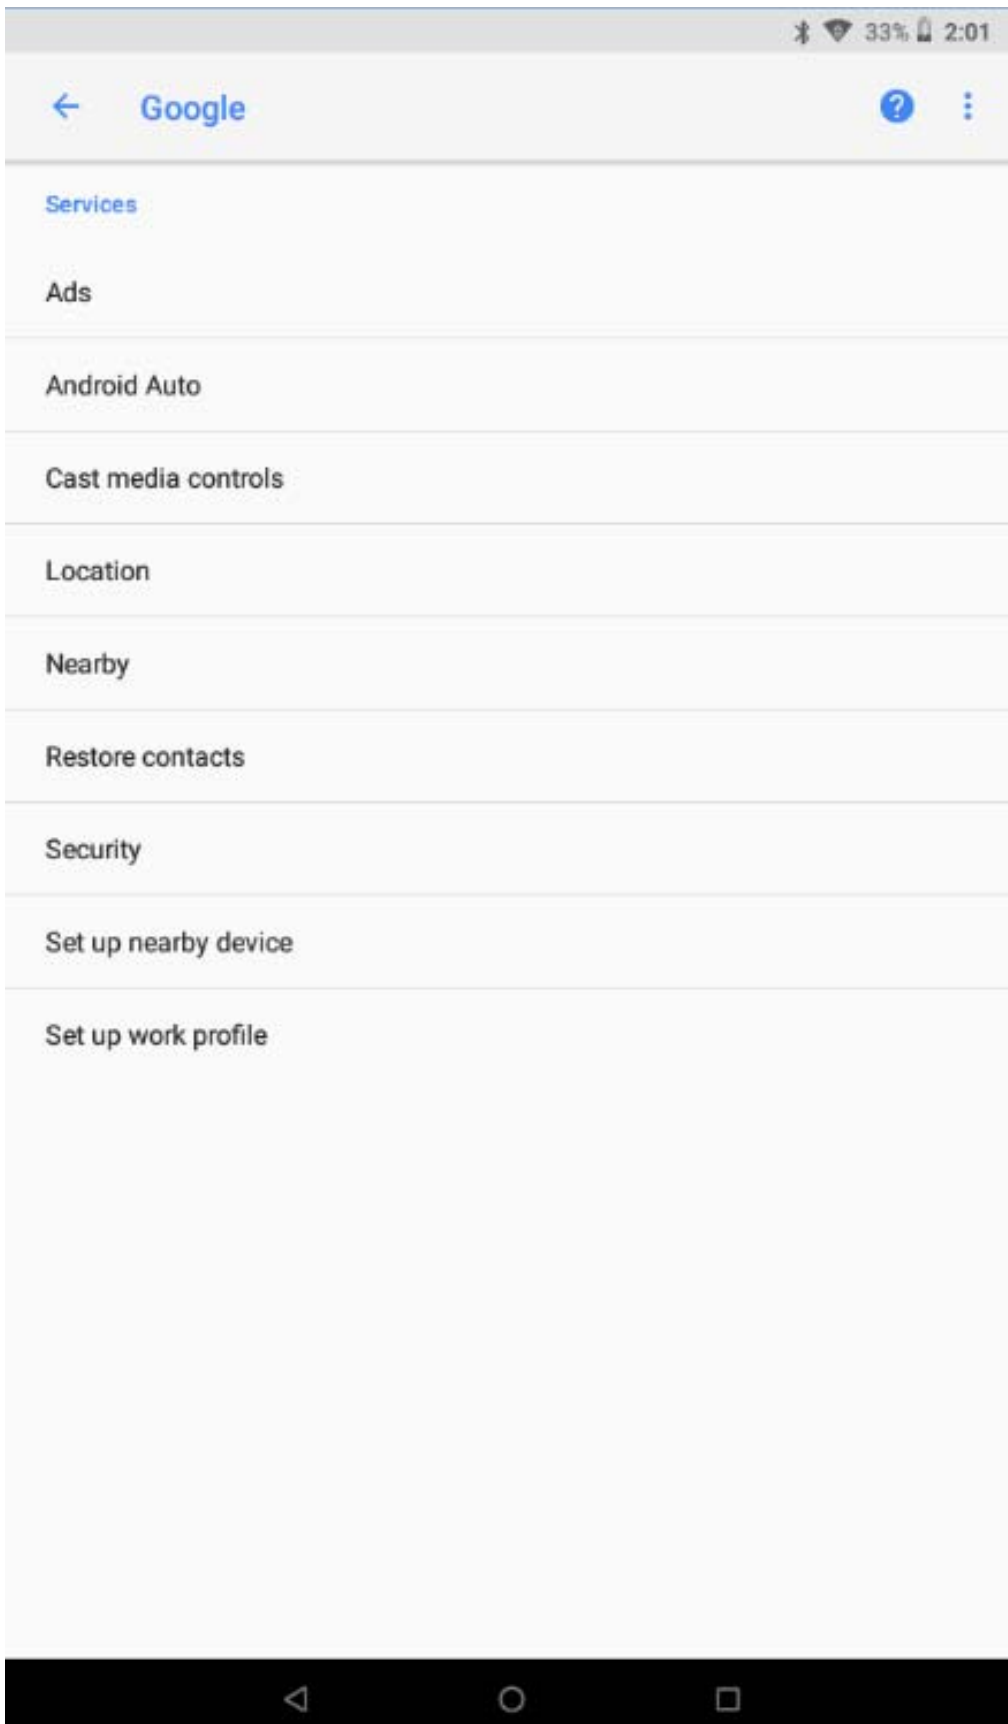 33% 2:01
Google
Services
Ads
Android Auto
Cast media controls
Location
Nearby
Restore contacts
Security
Set up nearby device
Set up work profile